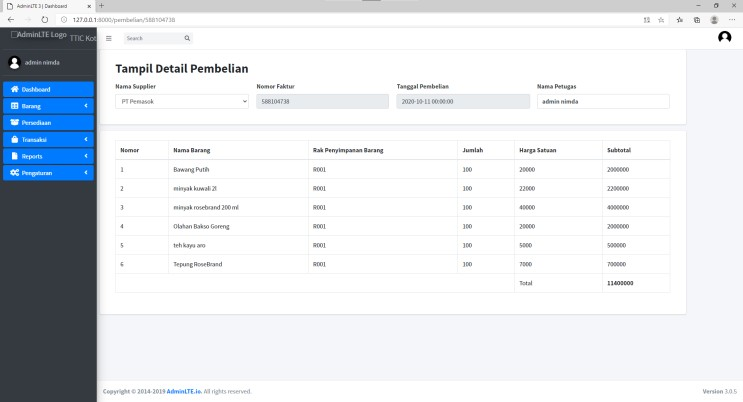 AdminLTE 3 | Dashboard
127.0.0.1:8000/pembelian/588104738
AdminLTE Logo TTIC Kot
Search
admin nimda
Dashboard
Barang
Persediaan
Transaksi
Reports
Pengaturan
Tampil Detail Pembelian
Nama Supplier Nomor Faktur Tanggal Pembelian Nama Petugas
PT Pemasok 588104738 2020-10-11 00:00:00 admin nimda
Nomor Nama Barang Rak Penyimpanan Barang Jumlah Harga Satuan Subtotal
1 Bawang Putih R001 100 20000 2000000
2 minyak kuwali 2l R001 100 22000 2200000
3 minyak rosebrand 200 ml R001 100 40000 4000000
4 Olahan Bakso Goreng R001 100 20000 2000000
5 teh kayu aro R001 100 5000 500000
6 Tepung RoseBrand R001 100 7000 700000
Total 11400000
Copyright © 2014-2019 AdminLTE.io. All rights reserved. Version 3.0.5